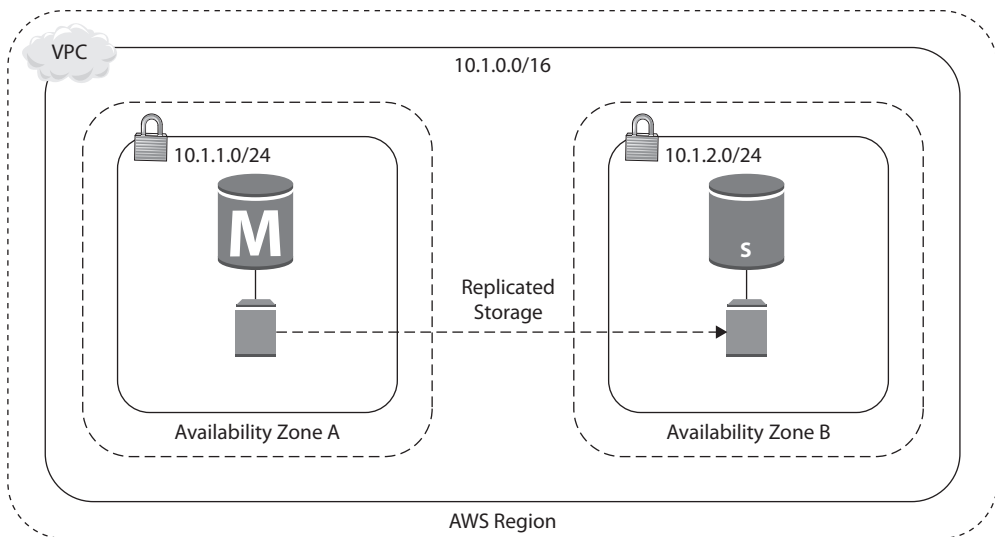 VPC
10.1.0.0/16
10.1.1.0/24
10.1.2.0/24
M
S
Replicated
Storage
Availability Zone A
Availability Zone B
AWS Region